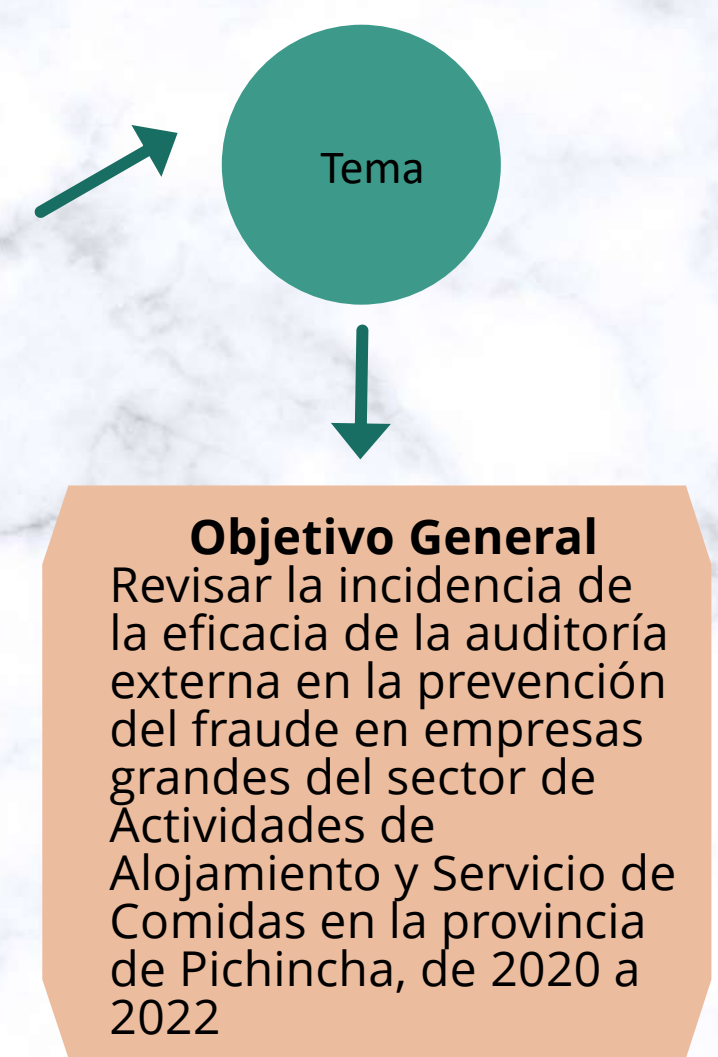 Tema
Objetivo General
Revisar la incidencia de
la eficacia de la auditoría
externa en la prevención
del fraude en empresas
grandes del sector de
Actividades de
Alojamiento y Servicio de
Comidas en la provincia
de Pichincha, de 2020 a
2022